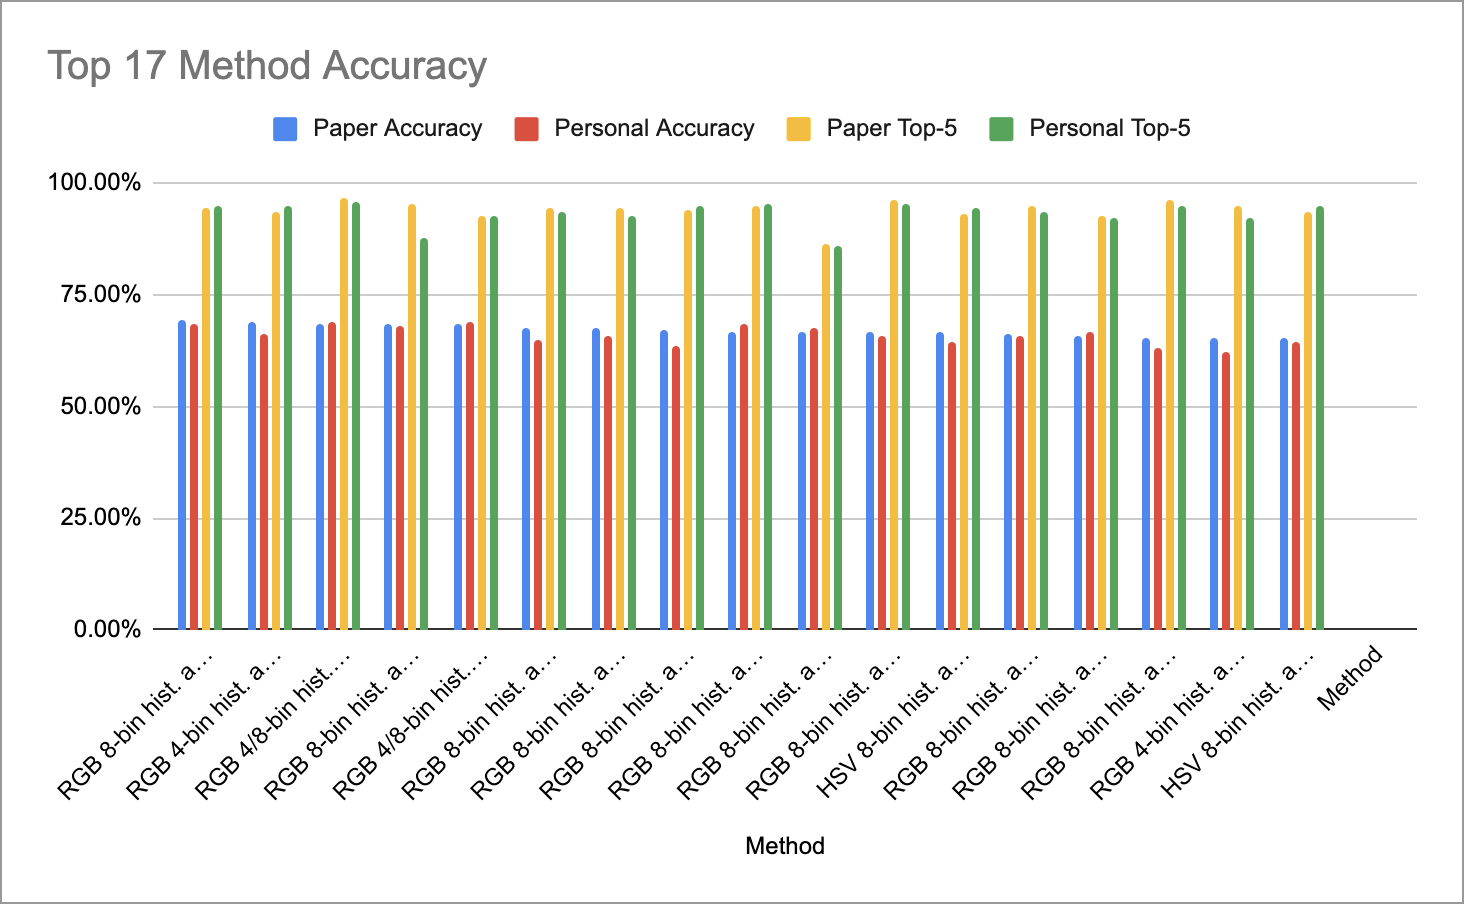 Top 17 Method Accuracy
Paper Accuracy Personal Accuracy Paper Top-5 Personal Top-5
100.00%
75.00%
50.00%
25.00%
0.00%
RGB 8-bin hist. a...
RGB 4-bin hist. a...
RGB 4/8-bin hist....
RGB 8-bin hist. a...
RGB 4/8-bin hist....
RGB 8-bin hist. a...
RGB 8-bin hist. a...
RGB 8-bin hist. a...
RGB 8-bin hist. a...
RGB 8-bin hist. a...
RGB 8-bin hist. a...
HSV 8-bin hist. a...
RGB 8-bin hist. a...
RGB 8-bin hist. a...
RGB 8-bin hist. a...
RGB 4-bin hist. a...
HSV 8-bin hist. a...
Method
Method